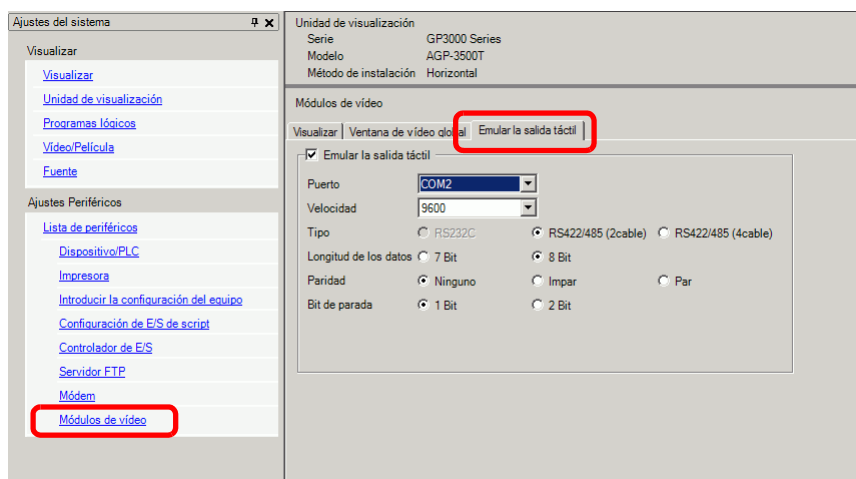 Ajustes del sistema
Visualizar
Visualizar
Unidad de visualización
Programas lógicos
Vídeo/Película
Fuente
Ajustes Periféricos
Lista de periféricos
Dispositivo/PLC
Impresora
Introducir la configuración del equipo
Configuración de E/S de script
Controlador de E/S
Servidor FTP
Módem
Módulos de vídeo
Unidad de visualización
Serie GP3000 Series
Modelo AGP-3500T
Método de instalación Horizontal
Módulos de vídeo
Visualizar Ventana de vídeo global Emular la salida táctil
Emular la salida táctil
Puerto COM2
Velocidad 9600
Tipo RS232C RS422/485 (2cable) RS422/485 (4cable)
Longitud de los datos 7 Bit 8 Bit
Paridad Ninguno Impar Par
Bit de parada 1 Bit 2 Bit